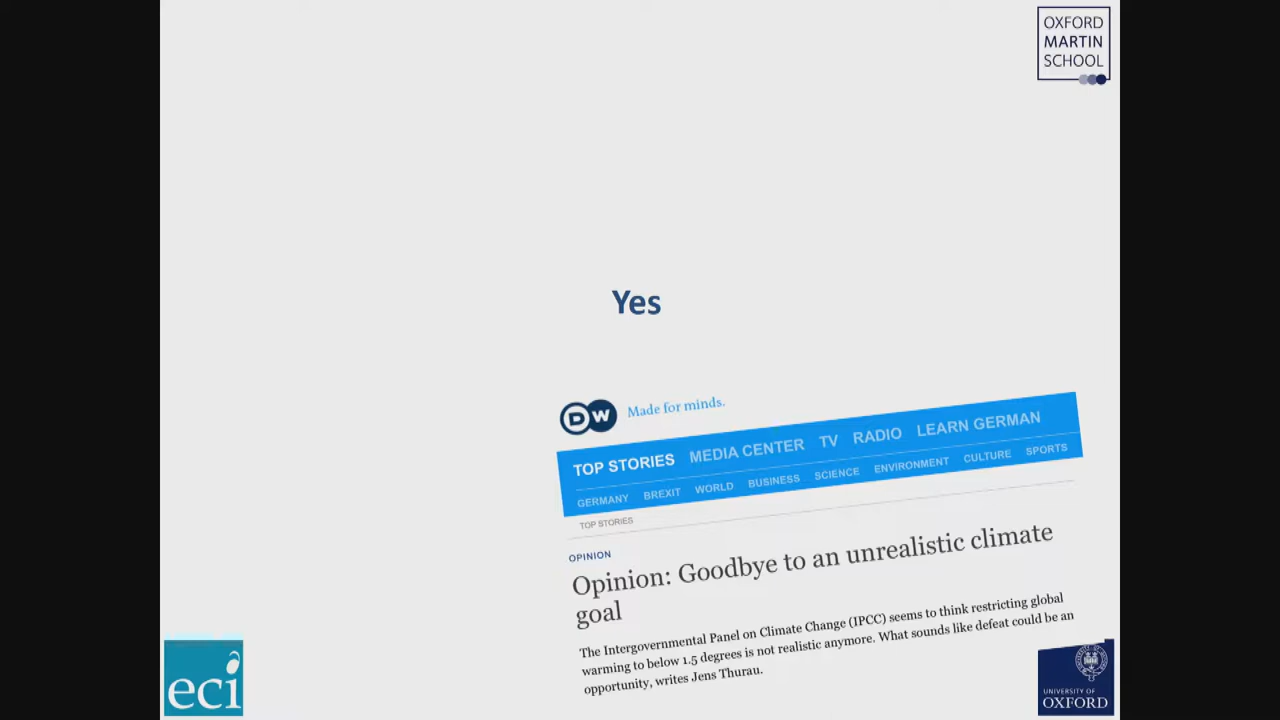 OXFORD
MARTIN
SCHOOL
Yes
DW Made for minds.
TOP STORIES MEDIA CENTER TV RADIO LEARN GERMAN
GERMANY BREXIT WORLD BUSINESS SCIENCE ENVIRONMENT CULTURE SPORTS
TOP STORIES
OPINION
Opinion: Goodbye to an unrealistic climate
goal
The Intergovernmental Panel on Climate Change (IPCC) seems to think restricting global
warming to below 1.5 degrees is not realistic anymore. What sounds like defeat could be an
opportunity, writes Jens Thurau.
eci
UNIVERSITY OF
OXFORD